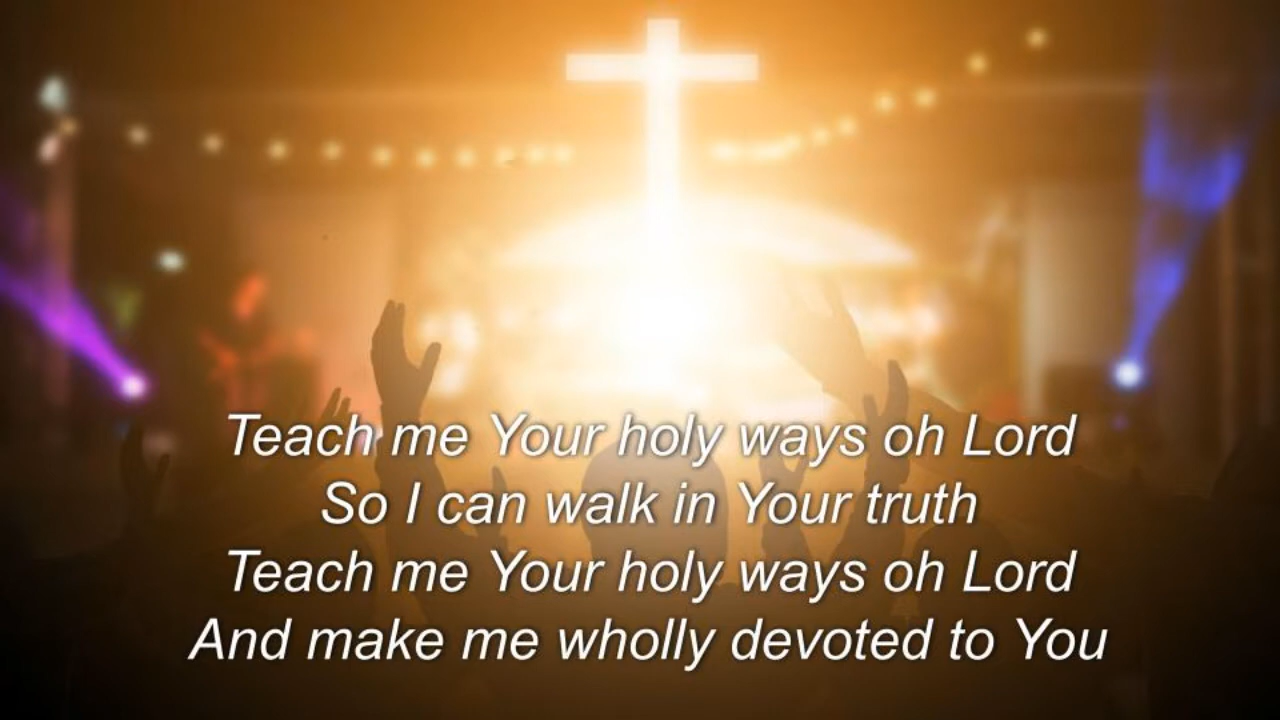 Teach me Your holy ways oh Lord
So I can walk in Your truth
Teach me Your holy ways oh Lord
And make me wholly devoted to You